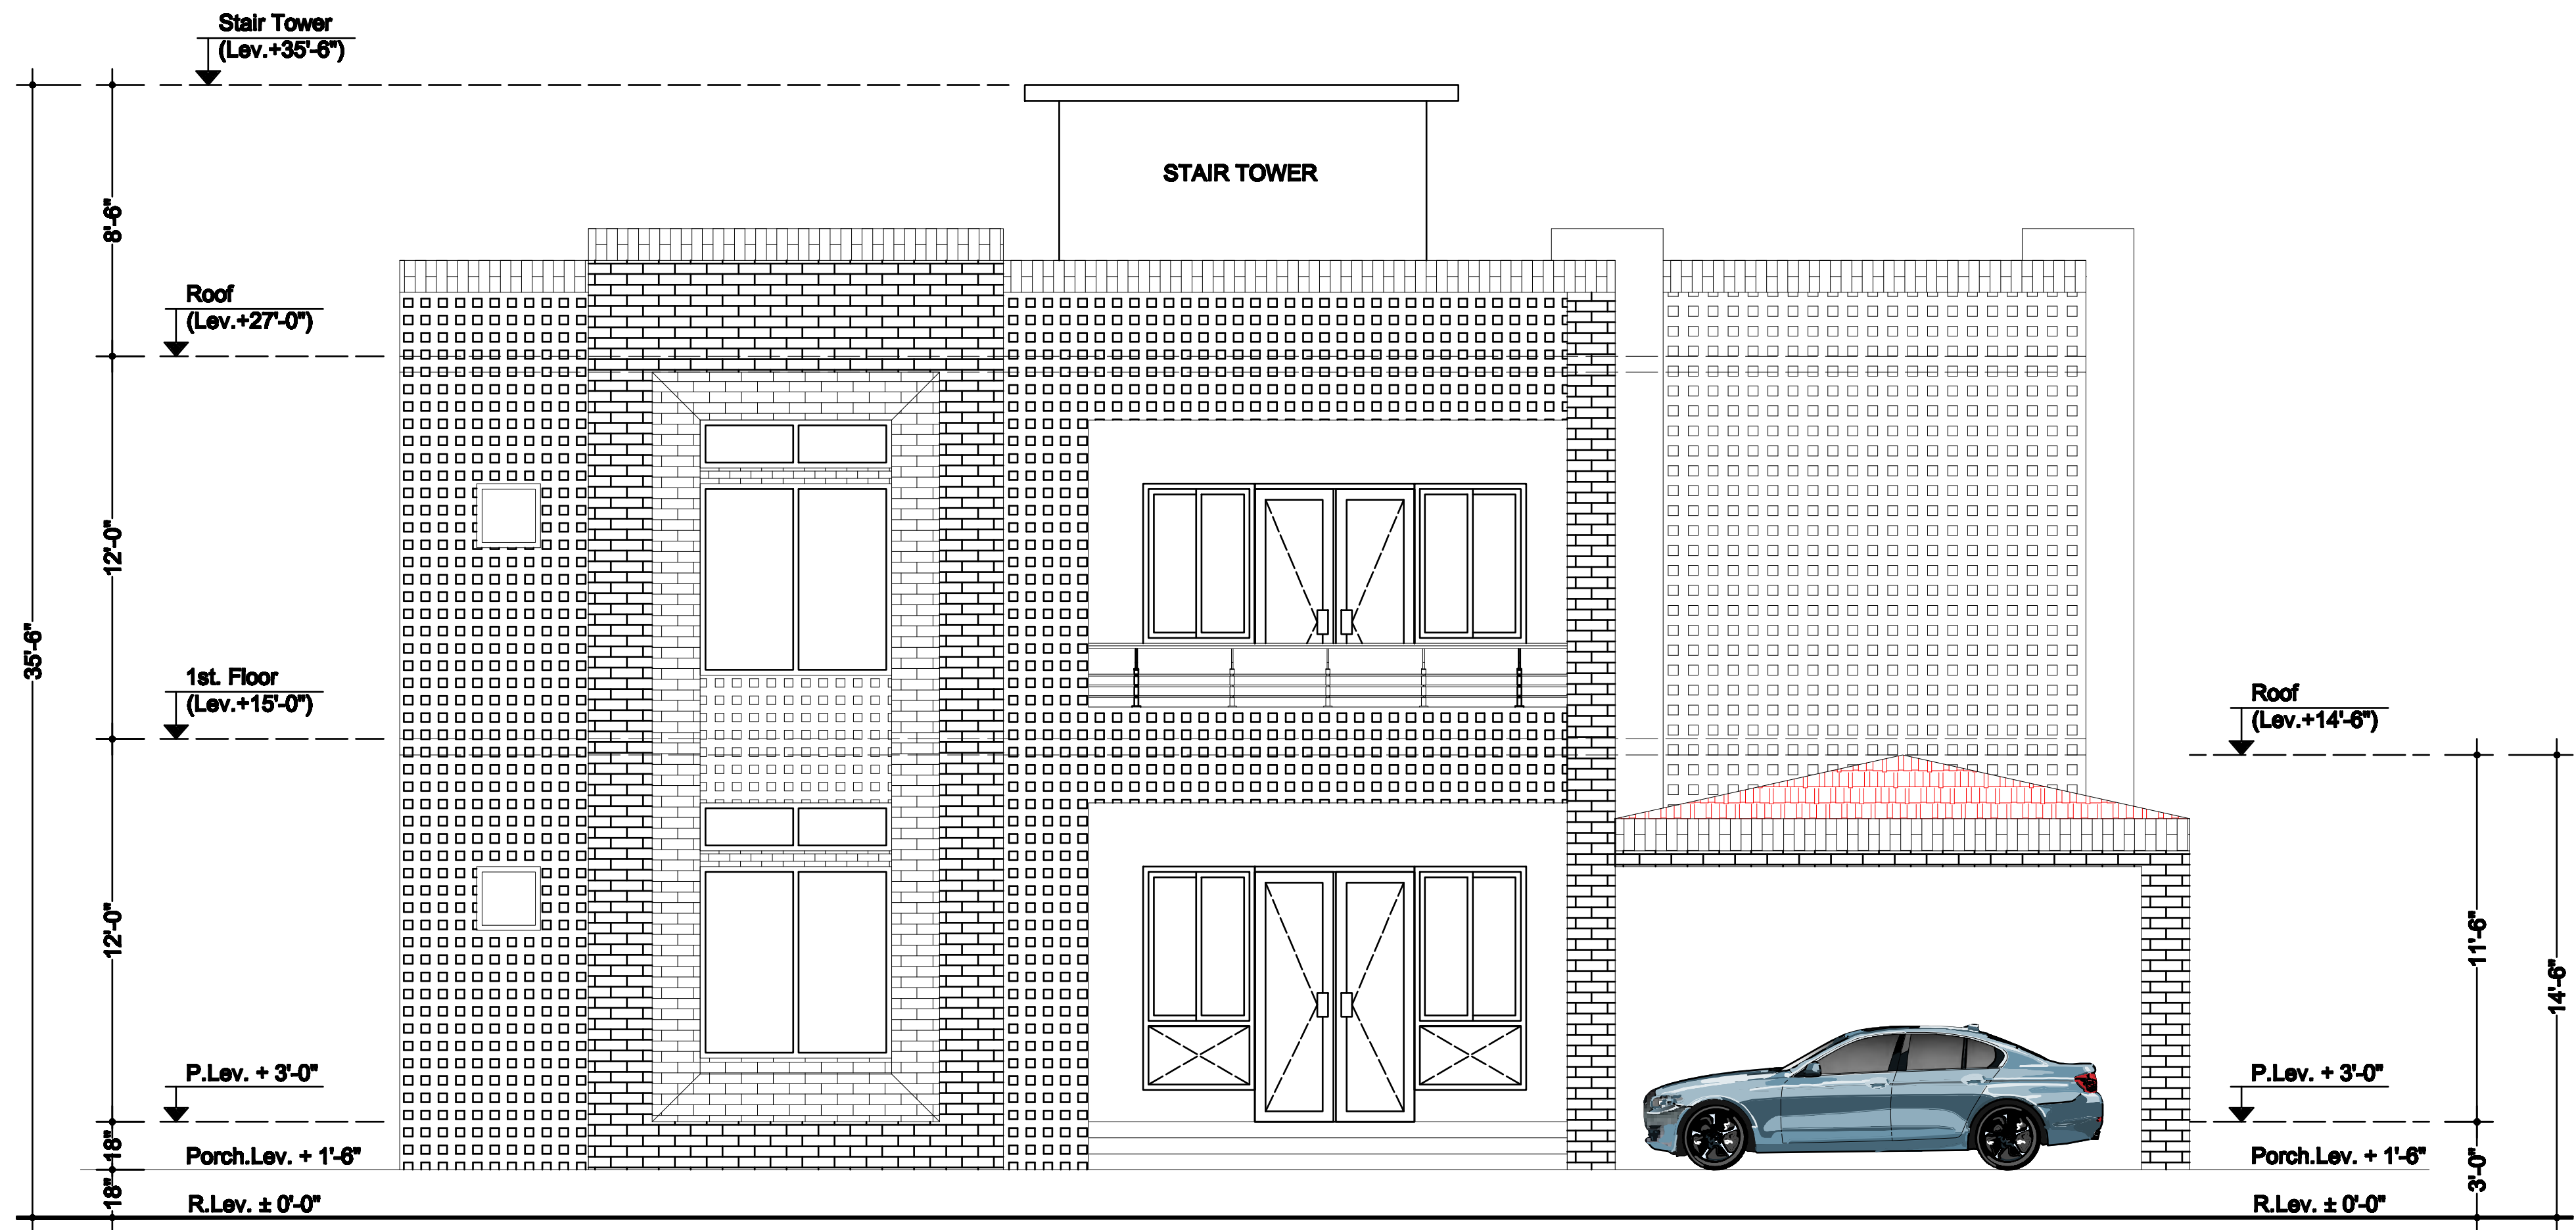 Stair Tower
(Lev.+35'-6")
STAIR TOWER
8'-6"
Roof
(Lev.+27'-0")
12'-0"
35'-6"
1st. Floor
(Lev.+15'-0")
Roof
(Lev.+14'-6")
12'-0"
11'-6"
14'-6"
P.Lev. + 3'-0"
P.Lev. + 3'-0"
18"
Porch.Lev. + 1'-6"
Porch.Lev. + 1'-6"
3'-0"
18"
R.Lev. ± 0'-0"
R.Lev. ± 0'-0"